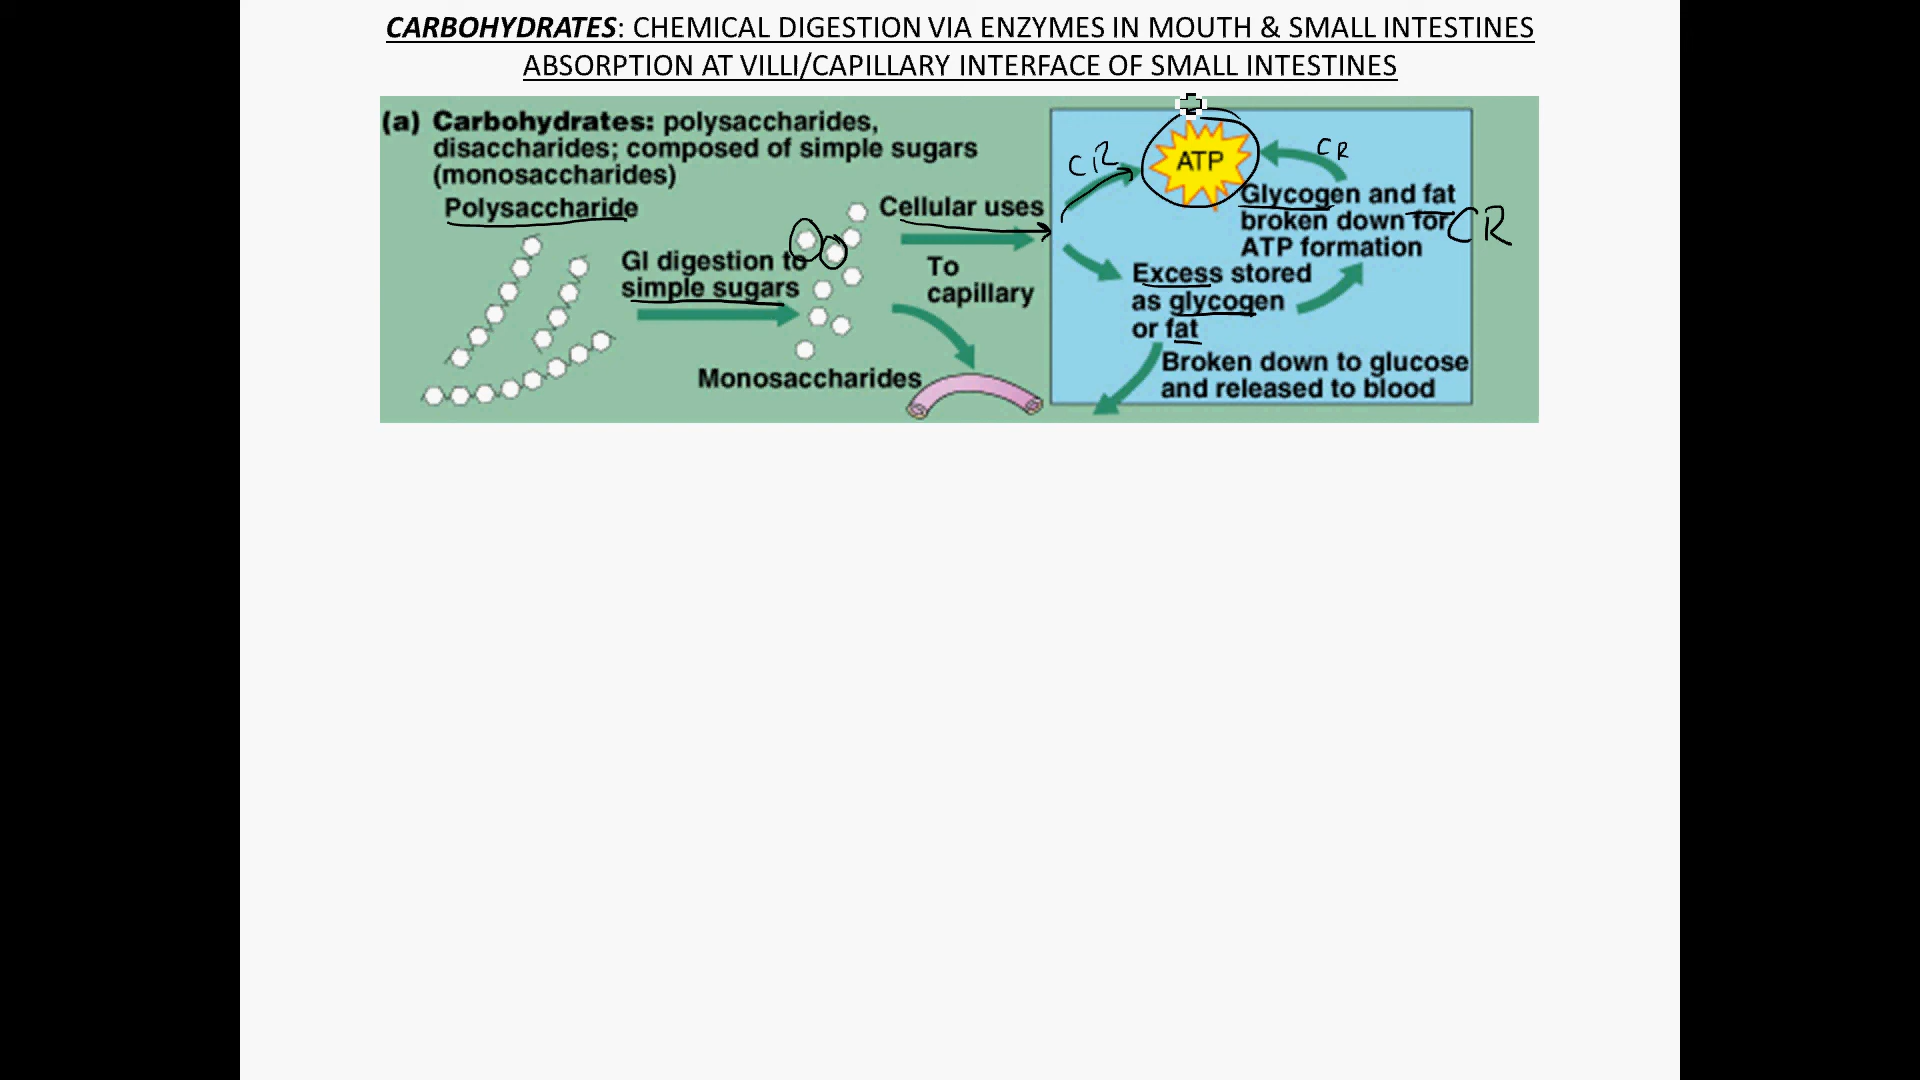 CARBOHYDRATES: CHEMICAL DIGESTION VIA ENZYMES IN MOUTH & SMALL INTESTINES
ABSORPTION AT VILLI/CAPILLARY INTERFACE OF SMALL INTESTINES
(a) Carbohydrates: polysaccharides,
disaccharides; composed of simple sugars
(monosaccharides)
Polysaccharide
GI digestion to
simple sugars
Monosaccharides
Cellular uses
To
capillary
CR
ATP
CR
Glycogen and fat
broken down for
ATP formation
CR
Excess stored
as glycogen
or fat
Broken down to glucose
and released to blood